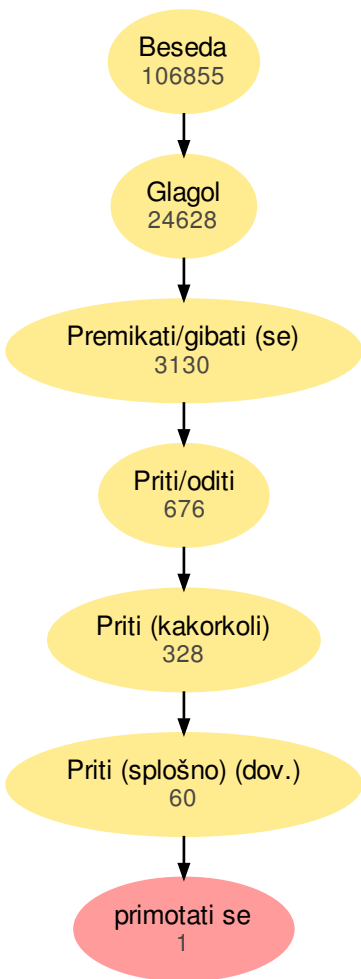 Beseda
106855
Glagol
24628
Premikati/gibati (se)
3130
Priti/oditi
676
Priti (kakorkoli)
328
Priti (splošno) (dov.)
60
primotati se
1